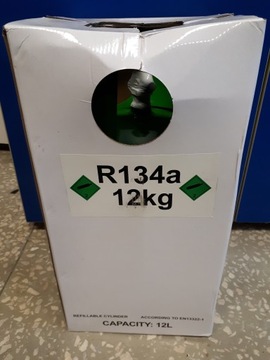 R134a
12kg
REFILLABLE CYLINDER ACCORDING TO EN13322-1
CAPACITY: 12L